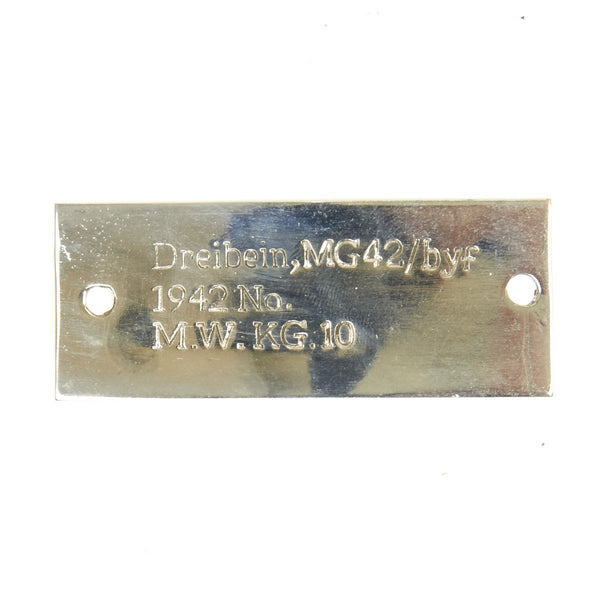 Dreibein,MG42/byf
1942 No.
M.W. KG.10